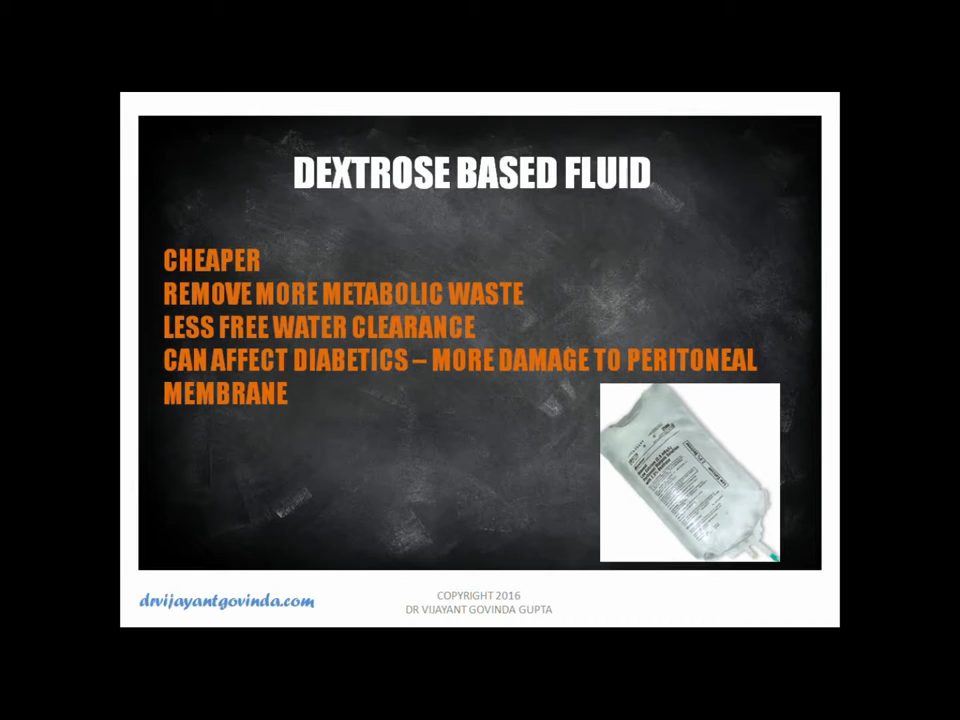 DEXTROSE BASED FLUID
CHEAPER
REMOVE MORE METABOLIC WASTE
LESS FREE WATER CLEARANCE
CAN AFFECT DIABETICS – MORE DAMAGE TO PERITONEAL
MEMBRANE
drvijayantgovinda.com
COPYRIGHT 2016
DR VIJAYANT GOVINDA GUPTA